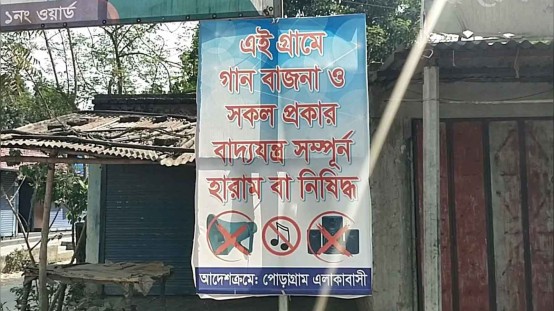 ১নং ওয়ার্ড
এই গ্রামে
গান বাজনা ও
সকল প্রকার
বাদ্যযন্ত্র সম্পূর্ন
হারাম বা নিষিদ্ধ
আদেশক্রমে: পোড়াগ্রাম এলাকাবাসী